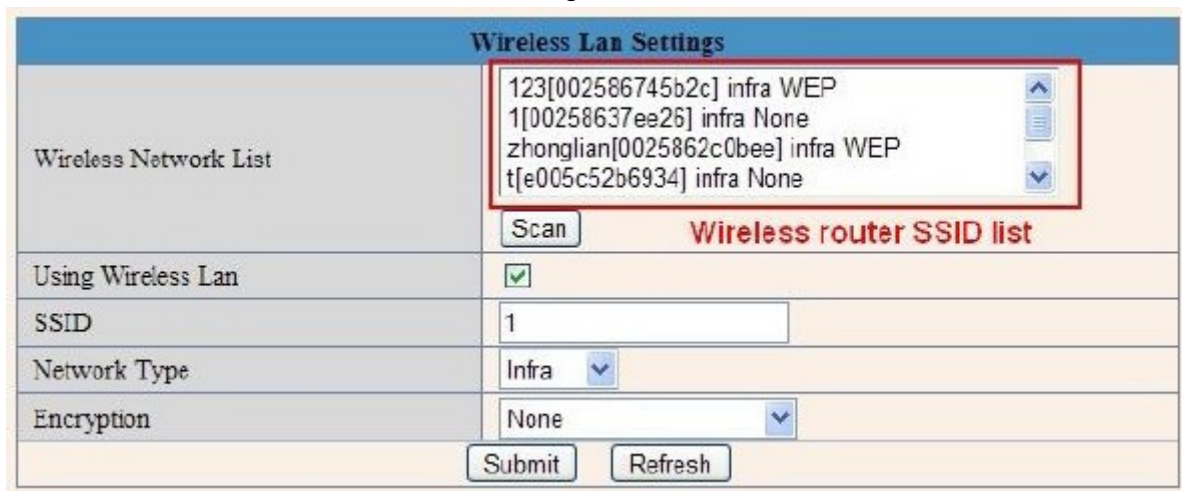 Wireless Lan Settings
Wireless Network List
123[002586745b2c] infra WEP
1[00258637ee26] infra None
zhonglian[0025862c0bee] infra WEP
t[e005c52b6934] infra None
Scan
Wireless router SSID list
Using Wireless Lan
SSID
1
Network Type
Infra
Encryption
None
Submit
Refresh